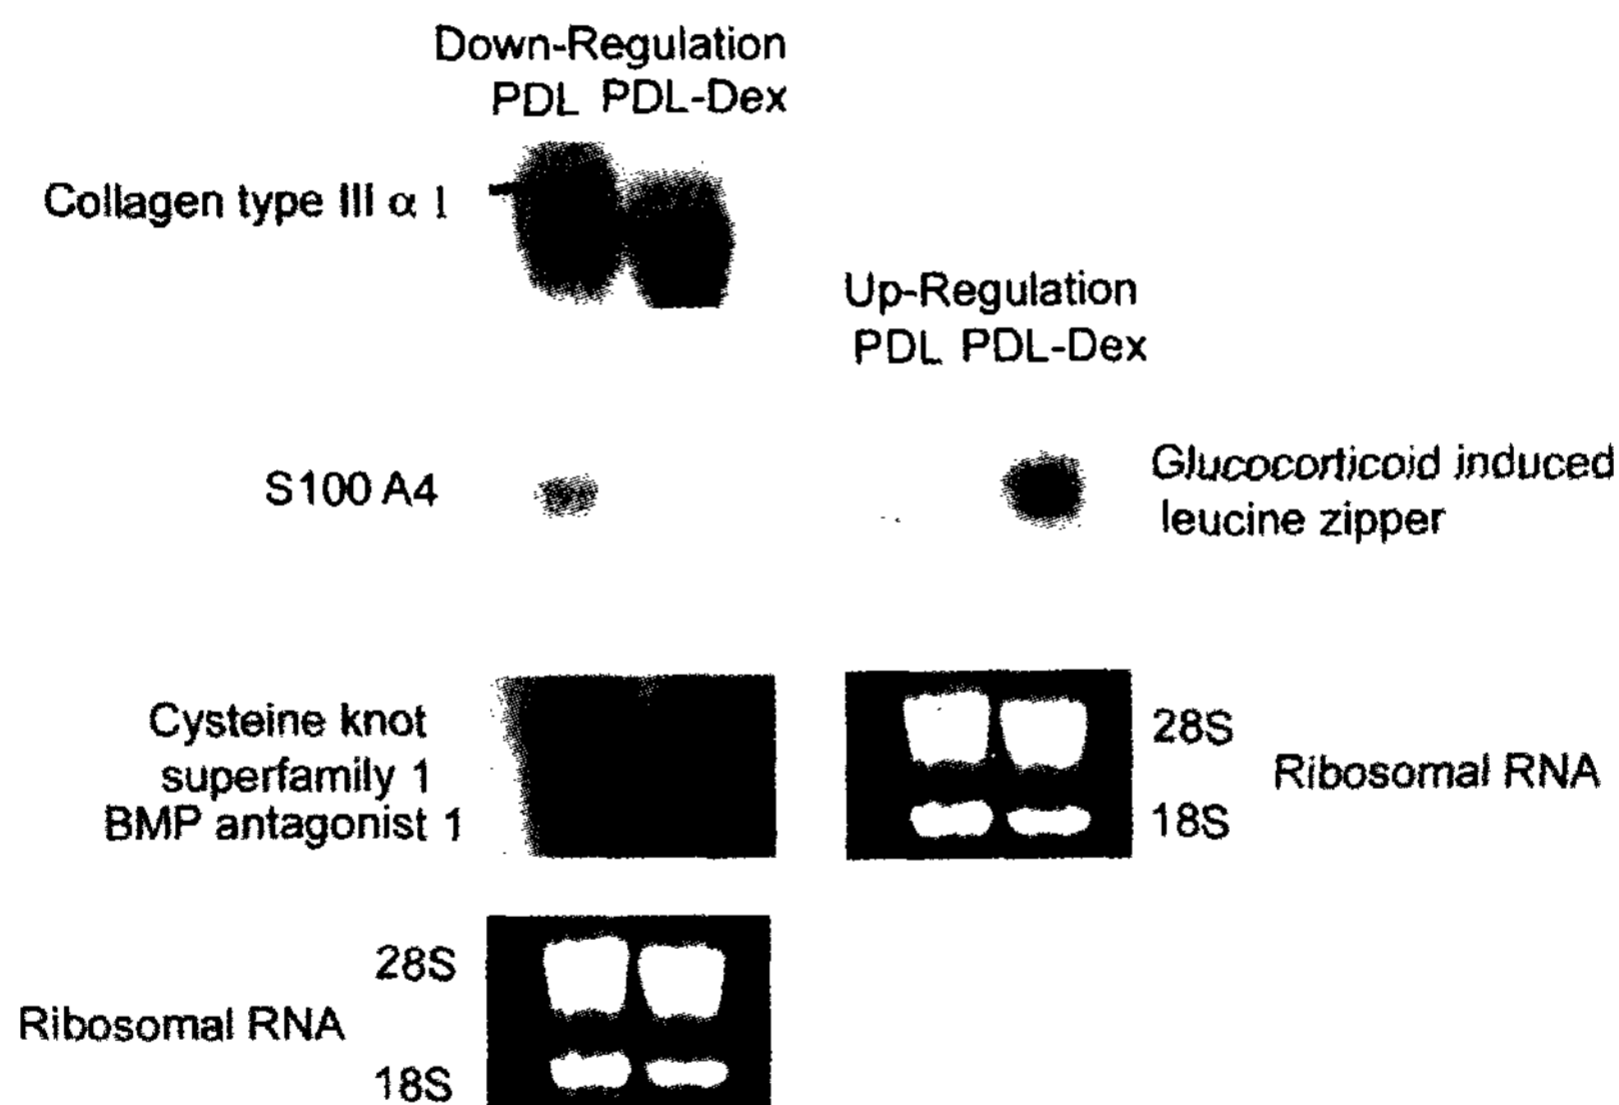 Down-Regulation
PDL PDL-Dex
Collagen type III α 1
Up-Regulation
PDL PDL-Dex
S100 A4
Glucocorticoid induced
leucine zipper
Cysteine knot
superfamily 1
BMP antagonist 1
28S
Ribosomal RNA
18S
28S
Ribosomal RNA
18S